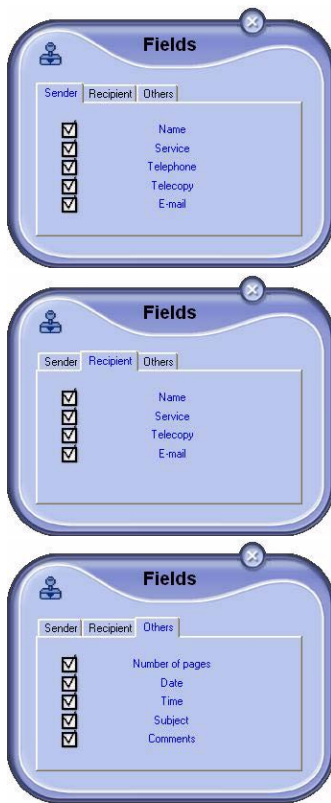 Fields
Sender Recipient Others
Name
Service
Telephone
Telecopy
E-mail
Fields
Sender Recipient Others
Name
Service
Telecopy
E-mail
Fields
Sender Recipient Others
Number of pages
Date
Time
Subject
Comments